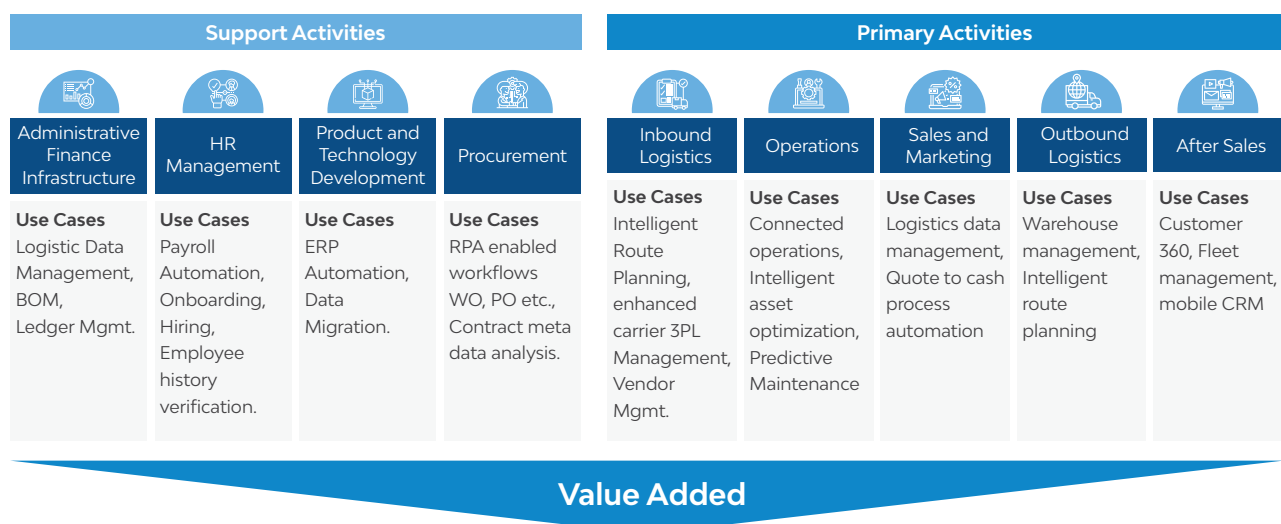 Support Activities
Administrative
Finance
Infrastructure
Use Cases
Logistic Data
Management,
BOM,
Ledger Mgmt.
HR
Management
Use Cases
Payroll
Automation,
Onboarding,
Hiring,
Employee
history
verification.
Product and
Technology
Development
Use Cases
ERP
Automation,
Data
Migration.
Procurement
Use Cases
RPA enabled
workflows
WO, PO etc.,
Contract meta
data analysis.
Primary Activities
Inbound
Logistics
Use Cases
Intelligent
Route
Planning,
enhanced
carrier 3PL
Management,
Vendor
Mgmt.
Operations
Use Cases
Connected
operations,
Intelligent
asset
optimization,
Predictive
Maintenance
Sales and
Marketing
Use Cases
Logistics data
management,
Quote to cash
process
automation
Outbound
Logistics
Use Cases
Warehouse
management,
Intelligent
route
planning
After Sales
Use Cases
Customer
360, Fleet
management,
mobile CRM
Value Added